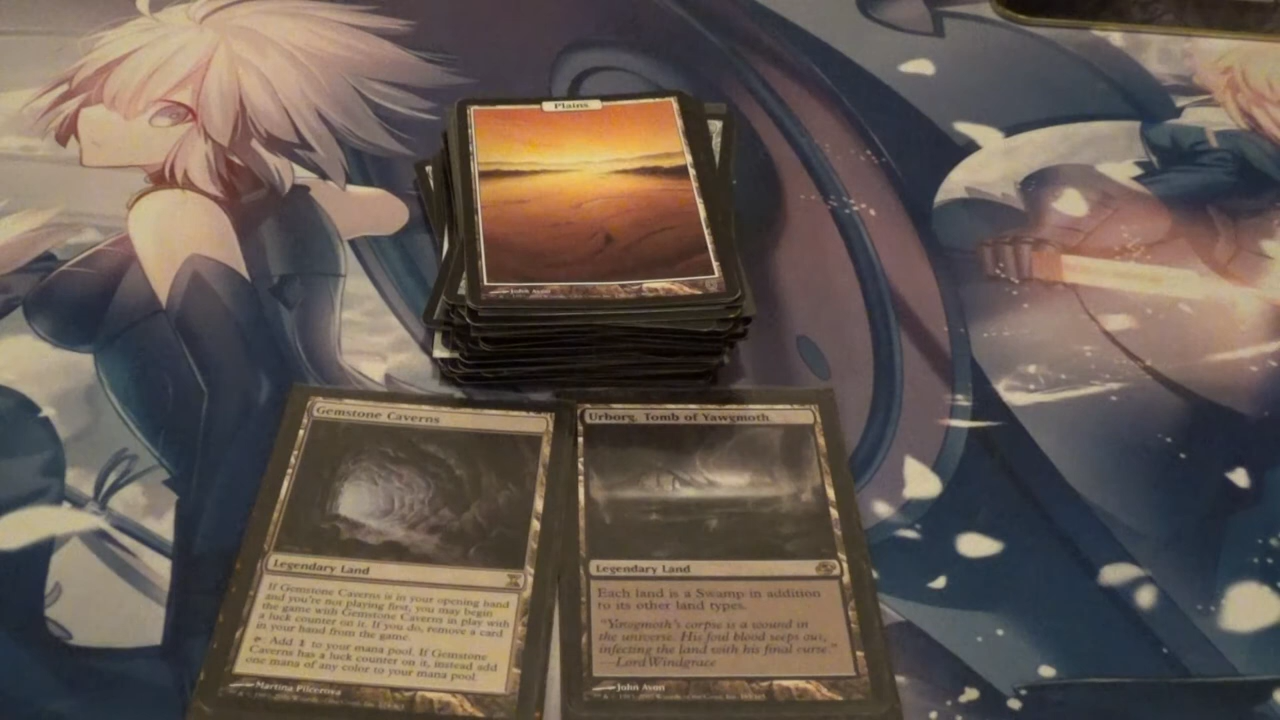 Plains
John Avon
Gemstone Caverns
Legendary Land
If Gemstone Caverns is in your opening hand
and you're not playing first, you may begin
the game with Gemstone Caverns in play with
a luck counter on it. If you do, remove a card
in your hand from the game.
: Add 1 to your mana pool. If Gemstone
Caverns has a luck counter on it, instead add
one mana of any color to your mana pool.
Martina Pilcerova
Urborg, Tomb of Yawgmoth
Legendary Land
Each land is a Swamp in addition
to its other land types.
"Yawgmoth's corpse is a wound in
the universe. His foul blood seeps out,
infecting the land with his final curse."
—Lord Windgrace
John Avon